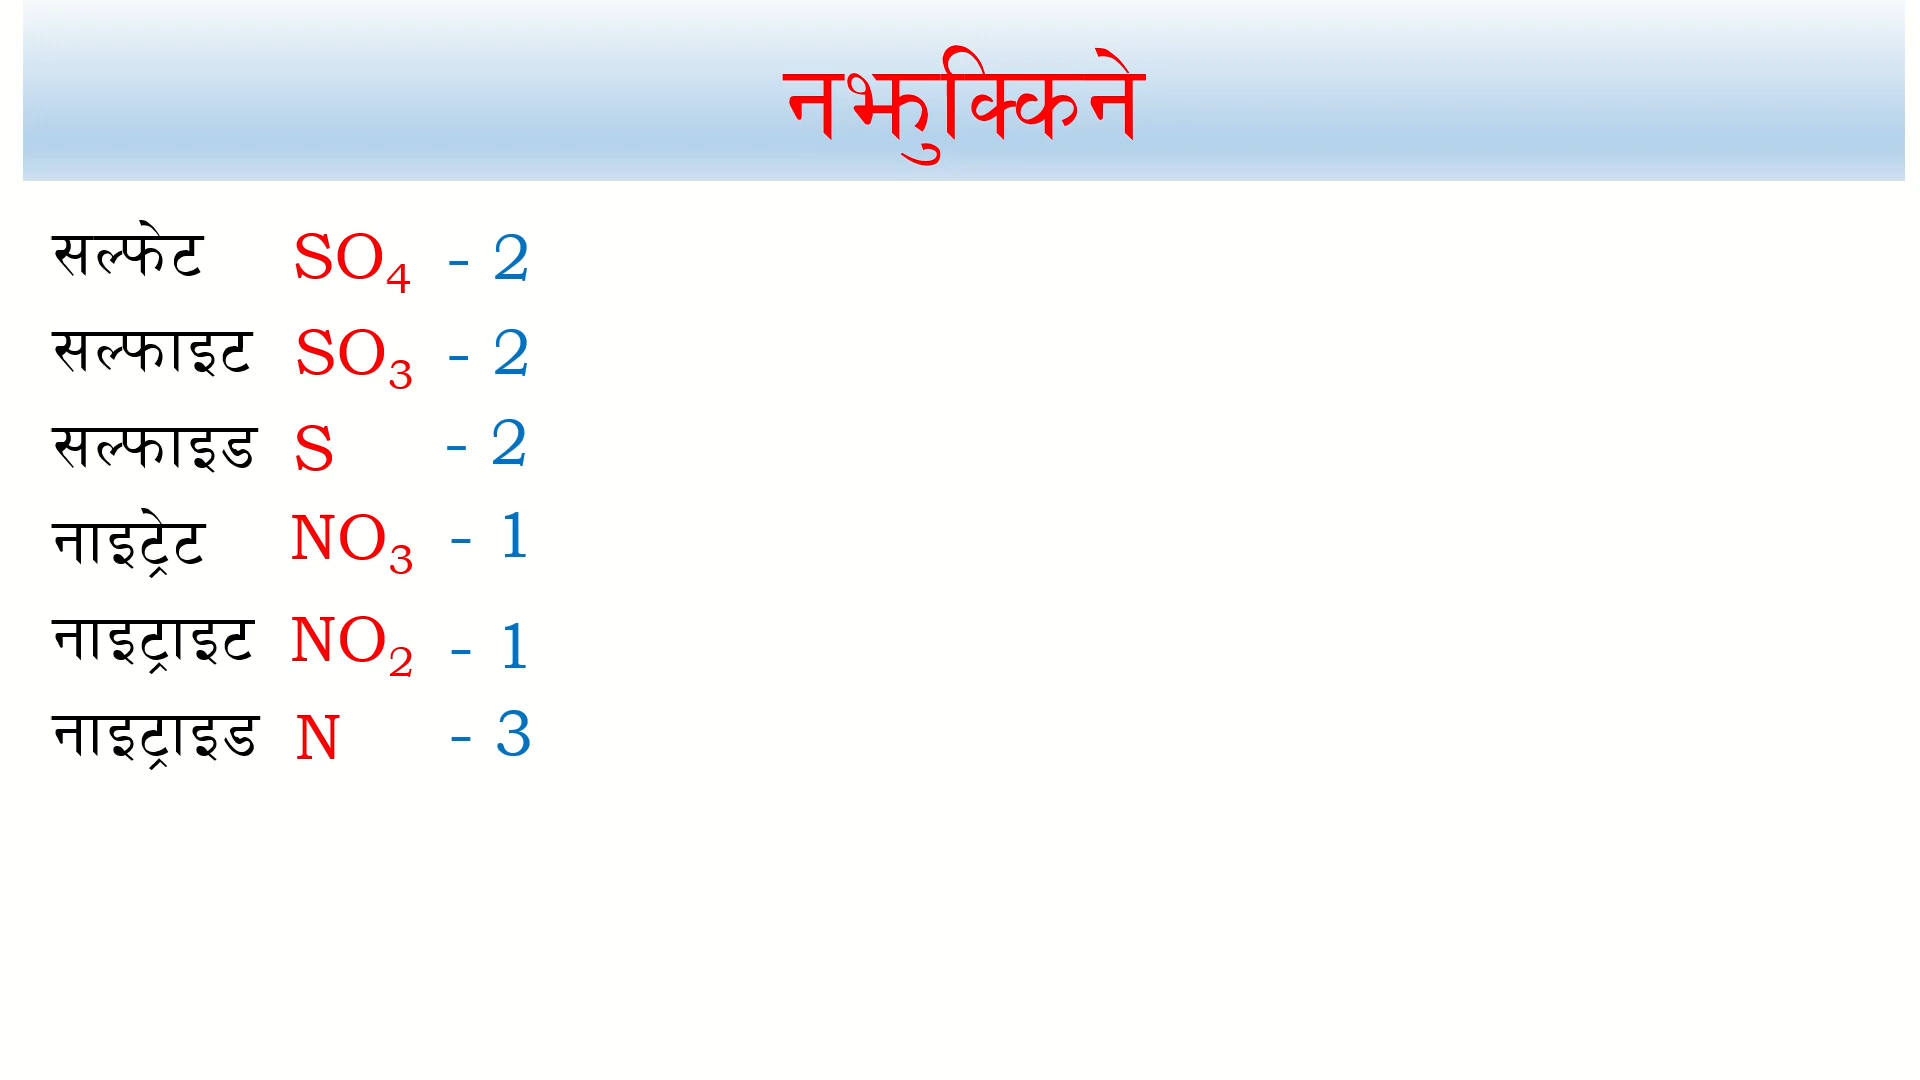 नझुक्किने
सल्फेट SO₄ - 2
सल्फाइट SO₃ - 2
सल्फाइड S - 2
नाइट्रेट NO₃ - 1
नाइट्राइट NO₂ - 1
नाइट्राइड N - 3